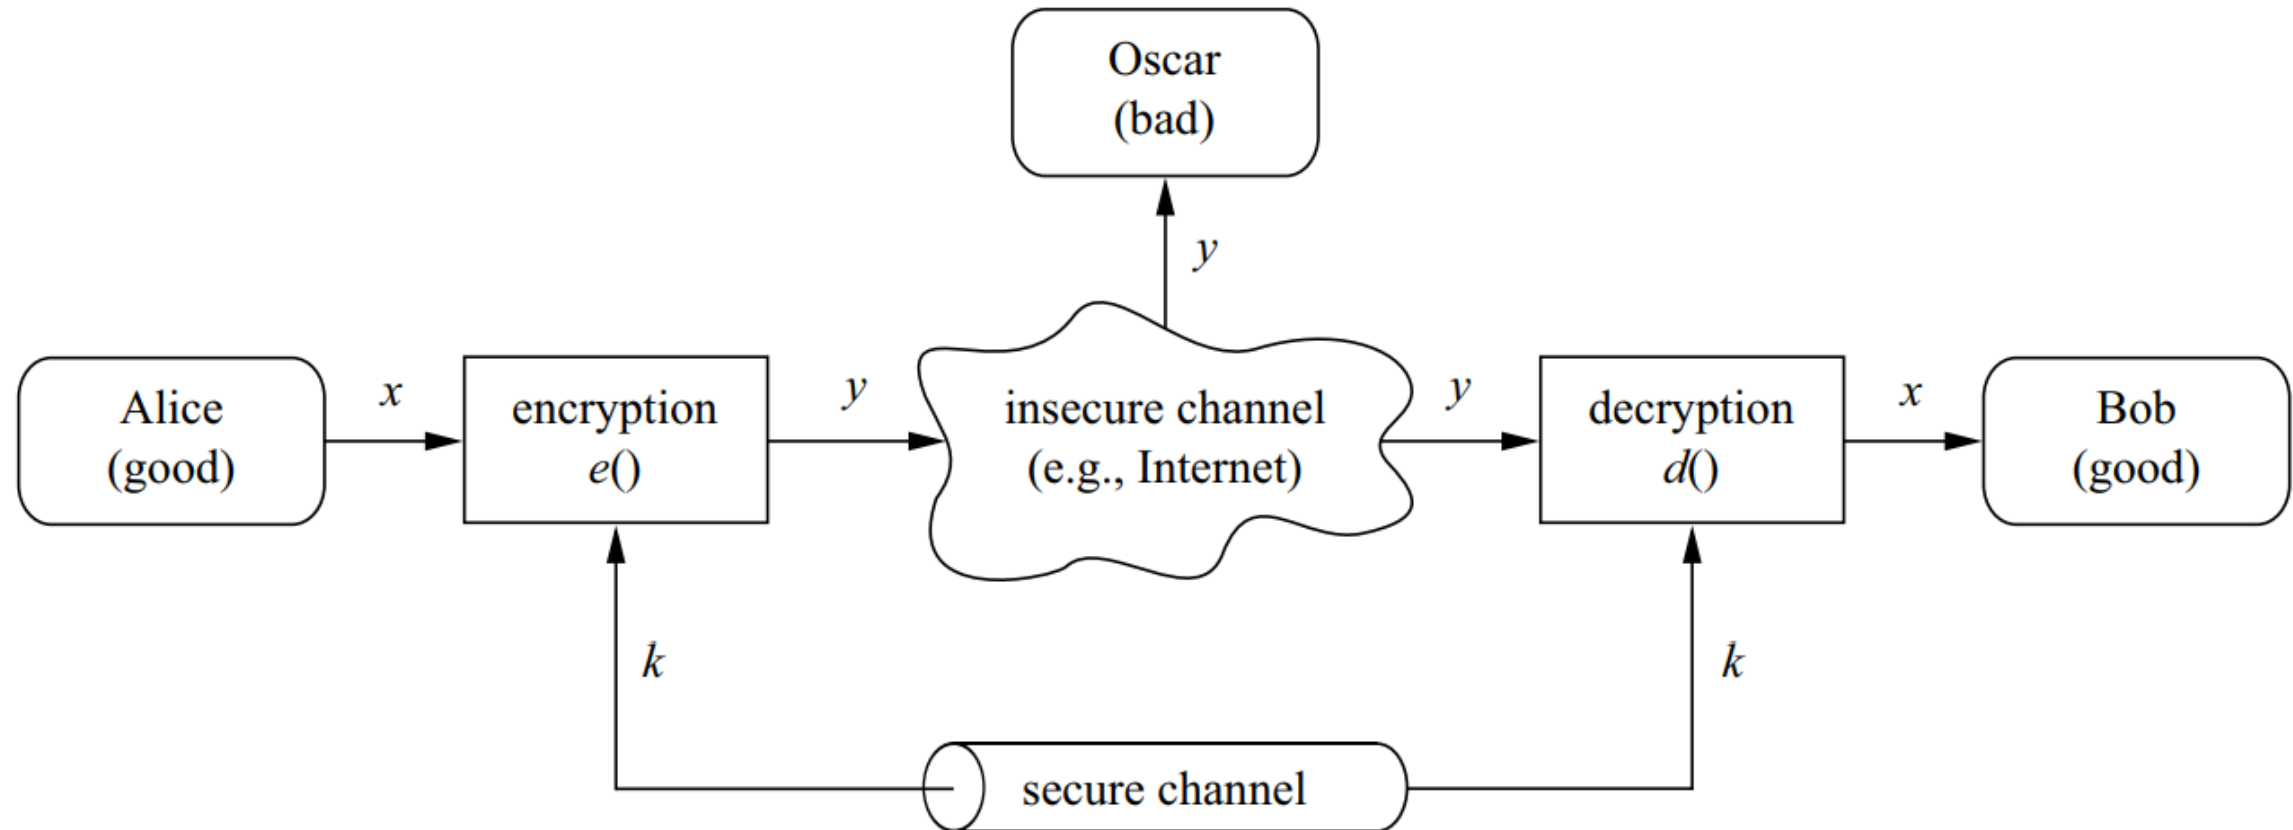 Oscar
(bad)
y
Alice
(good)
x
encryption
e()
y
insecure channel
(e.g., Internet)
y
decryption
d()
x
Bob
(good)
k
k
secure channel